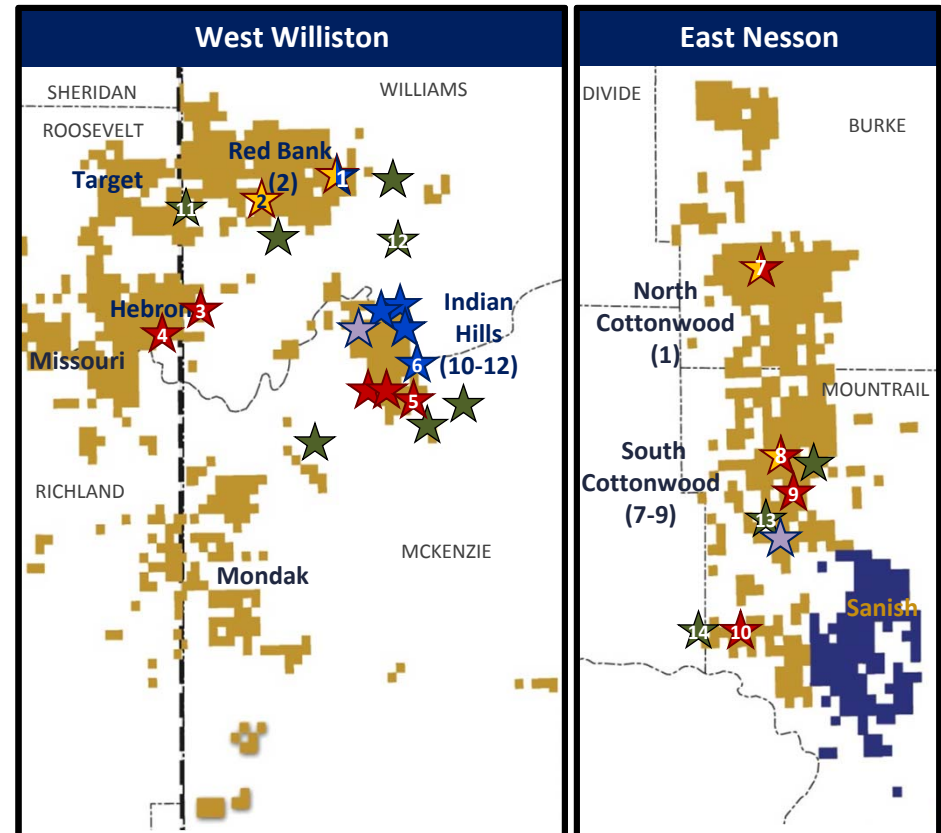 West Williston
East Nesson
SHERIDAN
WILLIAMS
ROOSEVELT
Red Bank
(2)
Target
1
2
11
12
Hebron
3
4
Missouri
Indian
Hills
(10-12)
6
5
RICHLAND
MCKENZIE
Mondak
DIVIDE
BURKE
7
North
Cottonwood
(1)
MOUNTRAIL
8
South
Cottonwood
(7-9)
9
13
Sanish
14
10